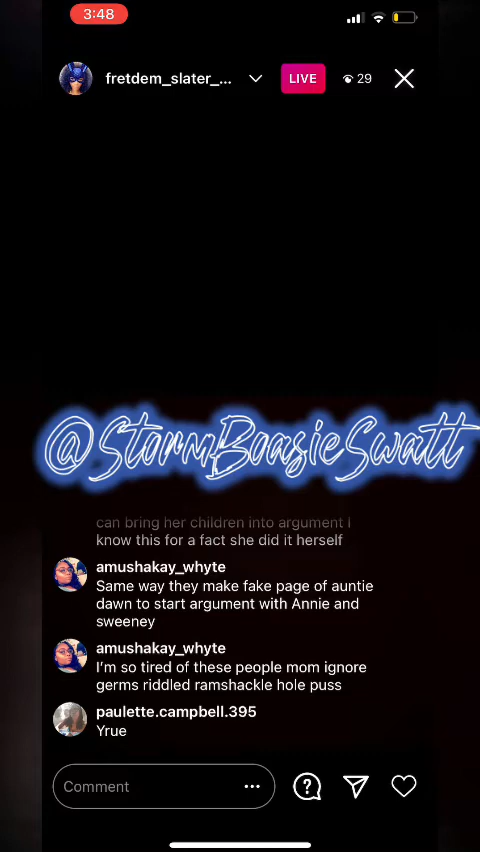 3:48
fretdem_slater_...
LIVE
29
@StormBoasieSwatt
can bring her children into argument I
know this for a fact she did it herself
amushakay_whyte
Same way they make fake page of auntie
dawn to start argument with Annie and
sweeney
amushakay_whyte
I'm so tired of these people mom ignore
germs riddled ramshackle hole puss
paulette.campbell.395
Yrue
Comment